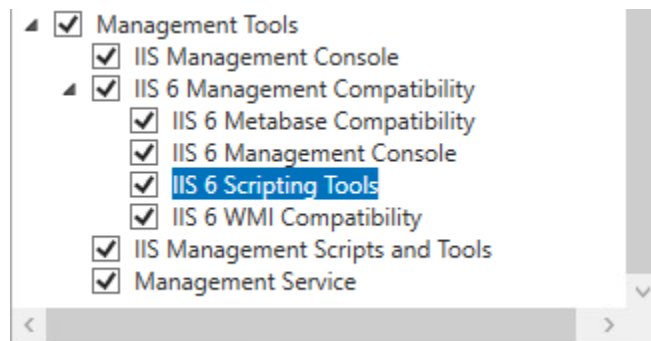 Management Tools
IIS Management Console
IIS 6 Management Compatibility
IIS 6 Metabase Compatibility
IIS 6 Management Console
IIS 6 Scripting Tools
IIS 6 WMI Compatibility
IIS Management Scripts and Tools
Management Service